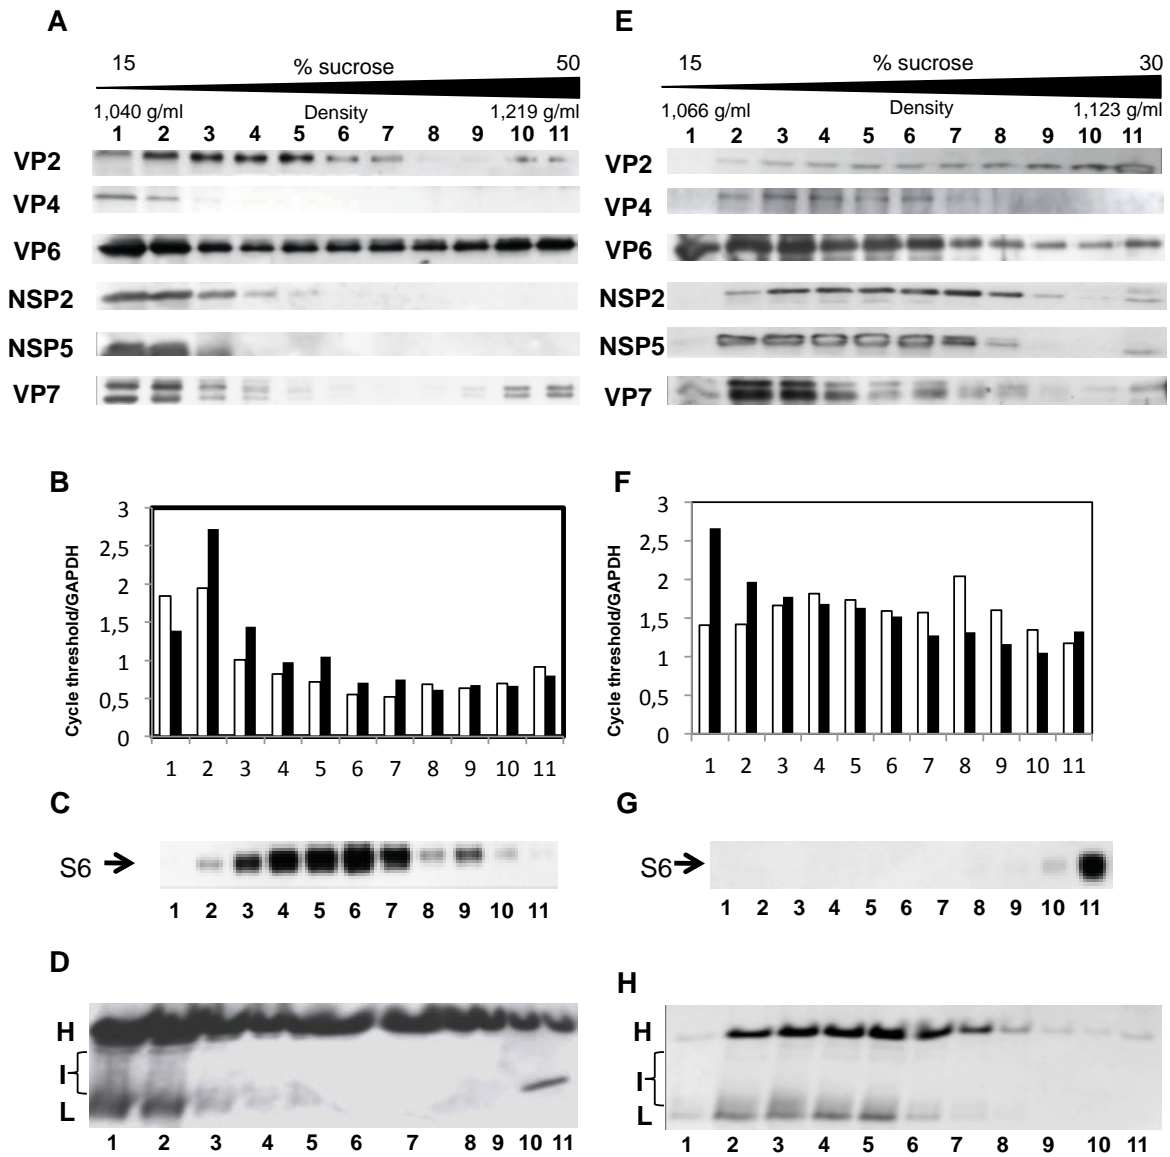 A
15 % sucrose 50
1,040 g/ml Density 1,219 g/ml
1 2 3 4 5 6 7 8 9 10 11
VP2
VP4
VP6
NSP2
NSP5
VP7
E
15 % sucrose 30
1,066 g/ml Density 1,123 g/ml
1 2 3 4 5 6 7 8 9 10 11
VP2
VP4
VP6
NSP2
NSP5
VP7
B
Cycle threshold/GAPDH
3
2,5
2
1,5
1
0,5
0
1 2 3 4 5 6 7 8 9 10 11
F
Cycle threshold/GAPDH
3
2,5
2
1,5
1
0,5
0
1 2 3 4 5 6 7 8 9 10 11
C
S6
1 2 3 4 5 6 7 8 9 10 11
G
S6
1 2 3 4 5 6 7 8 9 10 11
D
H
I
L
1 2 3 4 5 6 7 8 9 10 11
H
H
I
L
1 2 3 4 5 6 7 8 9 10 11